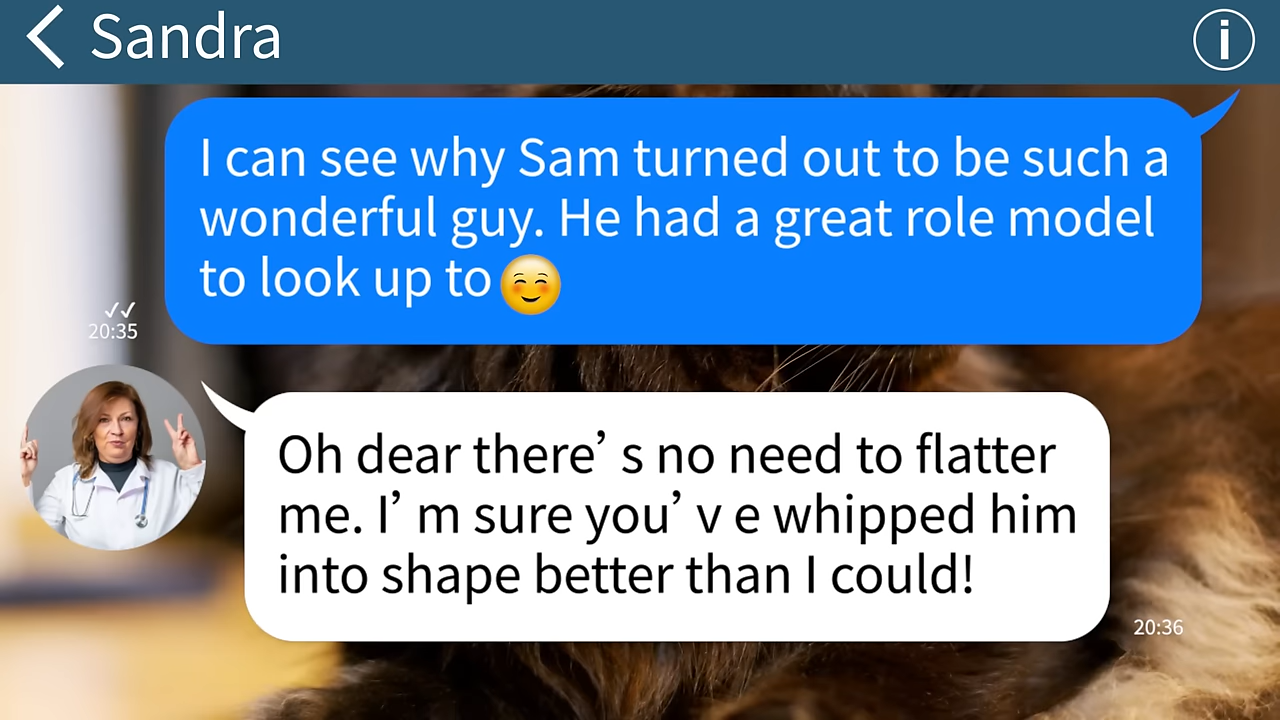 Sandra
I can see why Sam turned out to be such a
wonderful guy. He had a great role model
to look up to😊
20:35
Oh dear there’ s no need to flatter
me. I’ m sure you’ v e whipped him
into shape better than I could!
20:36